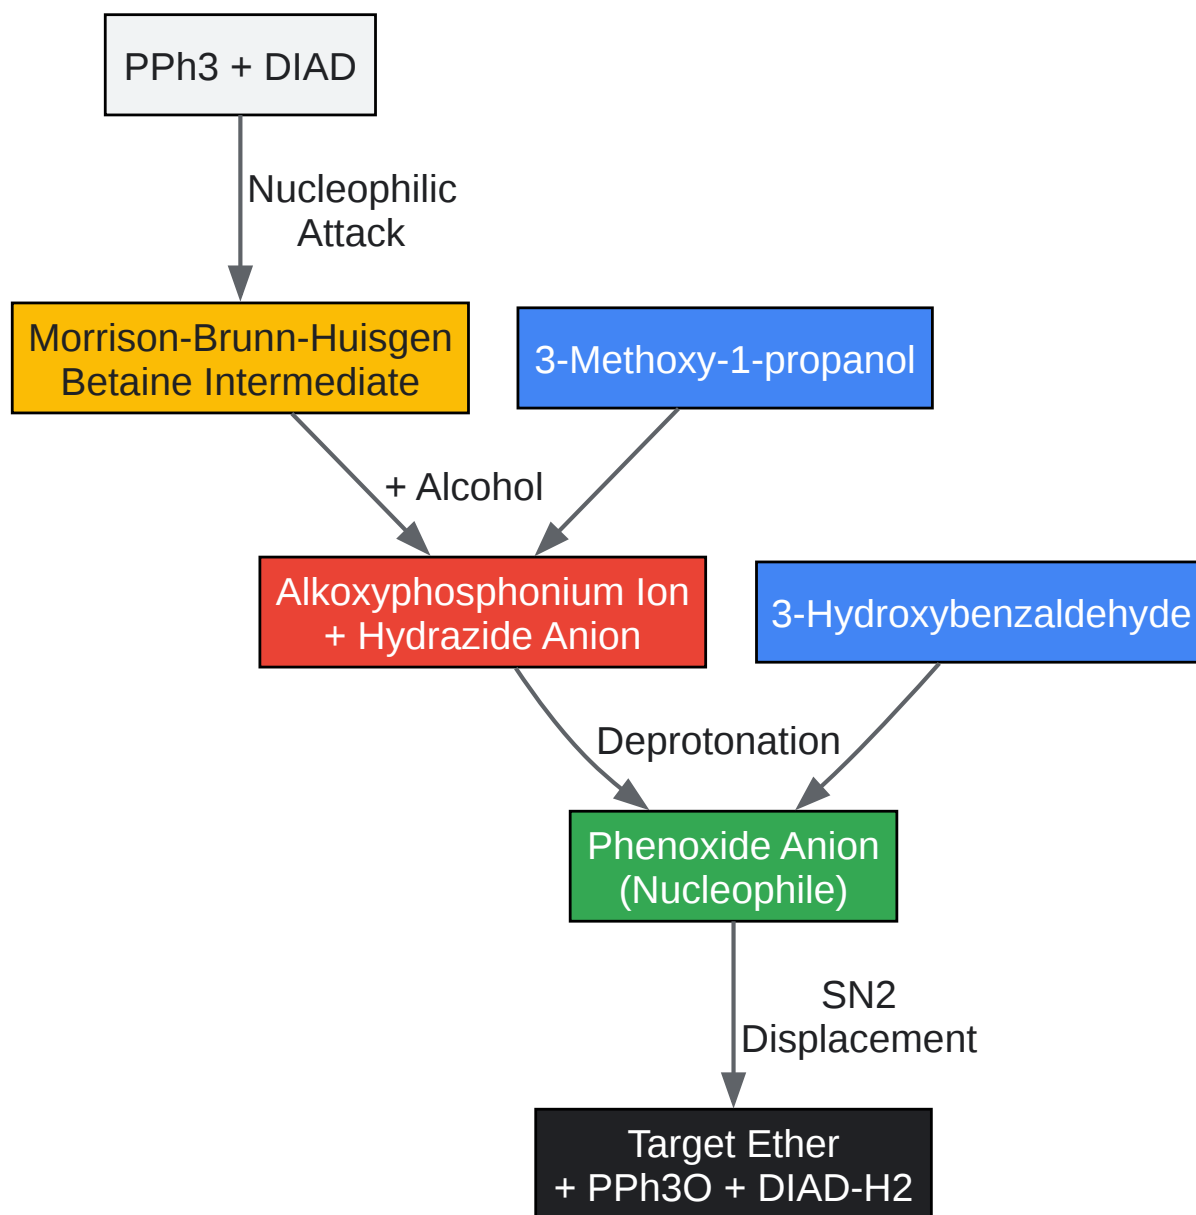 PPh3 + DIAD
Nucleophilic
Attack
Morrison-Brunn-Huisgen
Betaine Intermediate
3-Methoxy-1-propanol
+ Alcohol
Alkoxyphosphonium Ion
+ Hydrazide Anion
3-Hydroxybenzaldehyde
Deprotonation
Phenoxide Anion
(Nucleophile)
SN2
Displacement
Target Ether
+ PPh3O + DIAD-H2